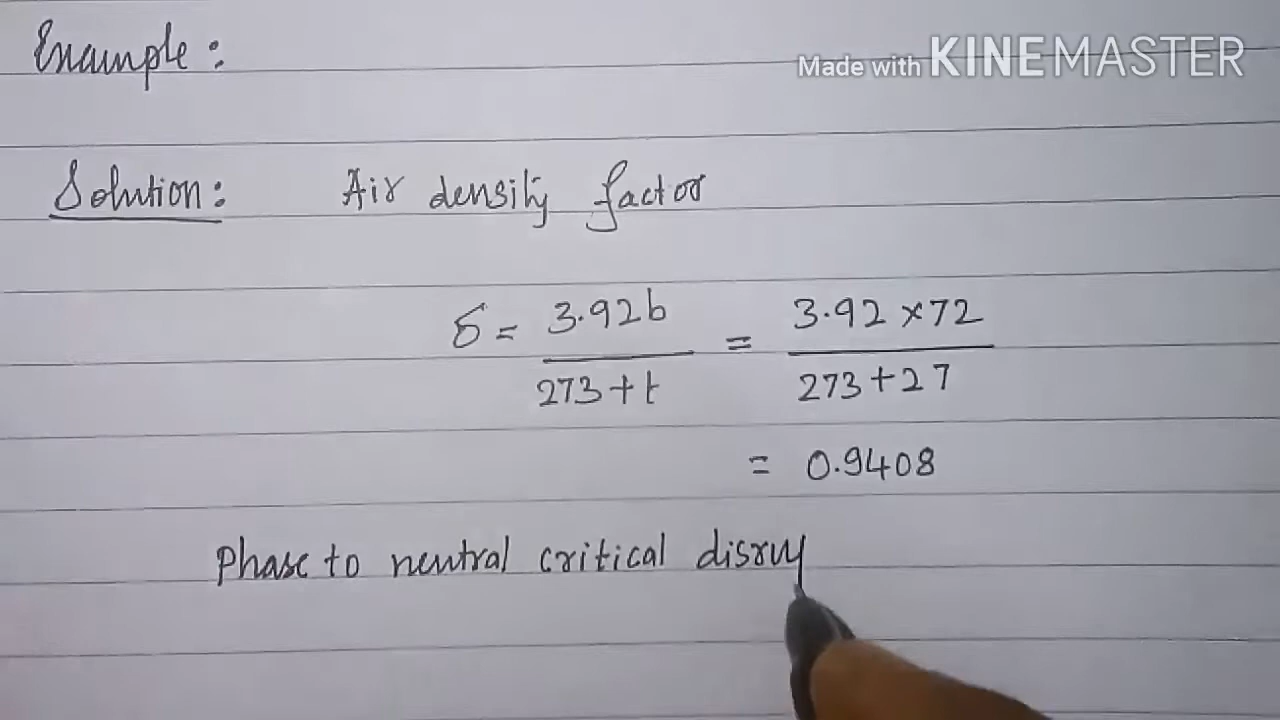 Example:
Made with KINEMASTER
Solution: Air density factor
δ = 3.92b / 273+t = 3.92 × 72 / 273+27
= 0.9408
Phase to neutral critical disrup